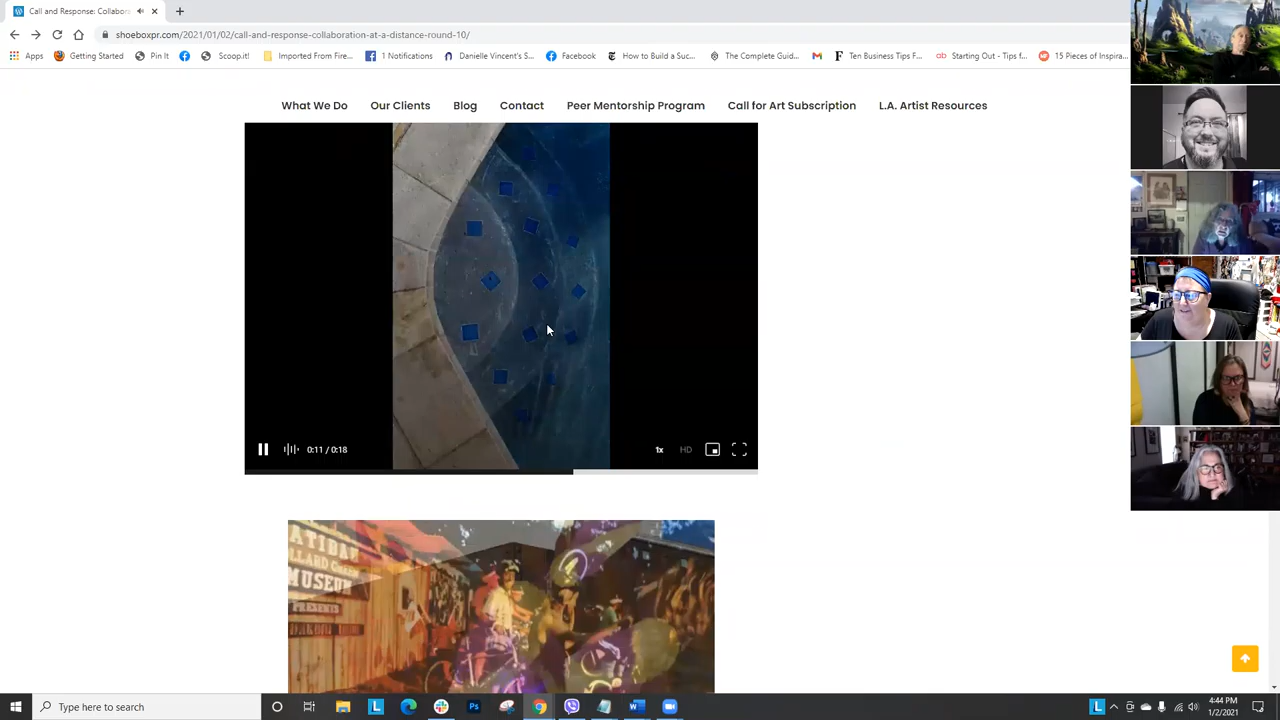 Call and Response: Collabora
shoeboxpr.com/2021/01/02/call-and-response-collaboration-at-a-distance-round-10/
Apps Getting Started Pin It Scoop.it! Imported From Fire... 1 Notifications Danielle Vincent's S... Facebook How to Build a Suc... The Complete Guid... Ten Business Tips F... ab Starting Out - Tips f... 15 Pieces of Inspira...
What We Do Our Clients Blog Contact Peer Mentorship Program Call for Art Subscription L.A. Artist Resources
0:11 / 0:18 1x HD
MUSEUM
PRESENTS
Type here to search
4:44 PM
1/2/2021